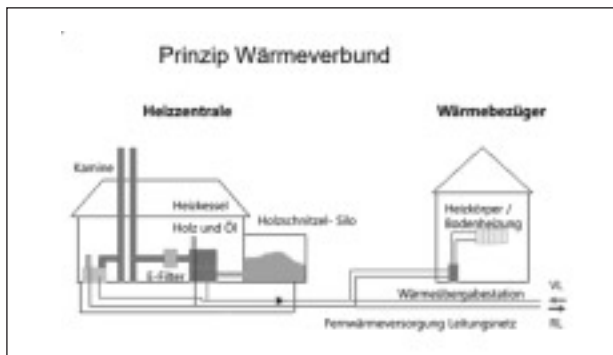 Prinzip Wärmeverbund
Heizzentrale
Wärmebezüger
Kamine
Heizkessel
Holz und Öl
Holzschnitzel- Silo
E-Filter
Heizkörper /
Bodenheizung
Wärmeübergabestation
VL
Fernwärmeversorgung Leitungsnetz
RL